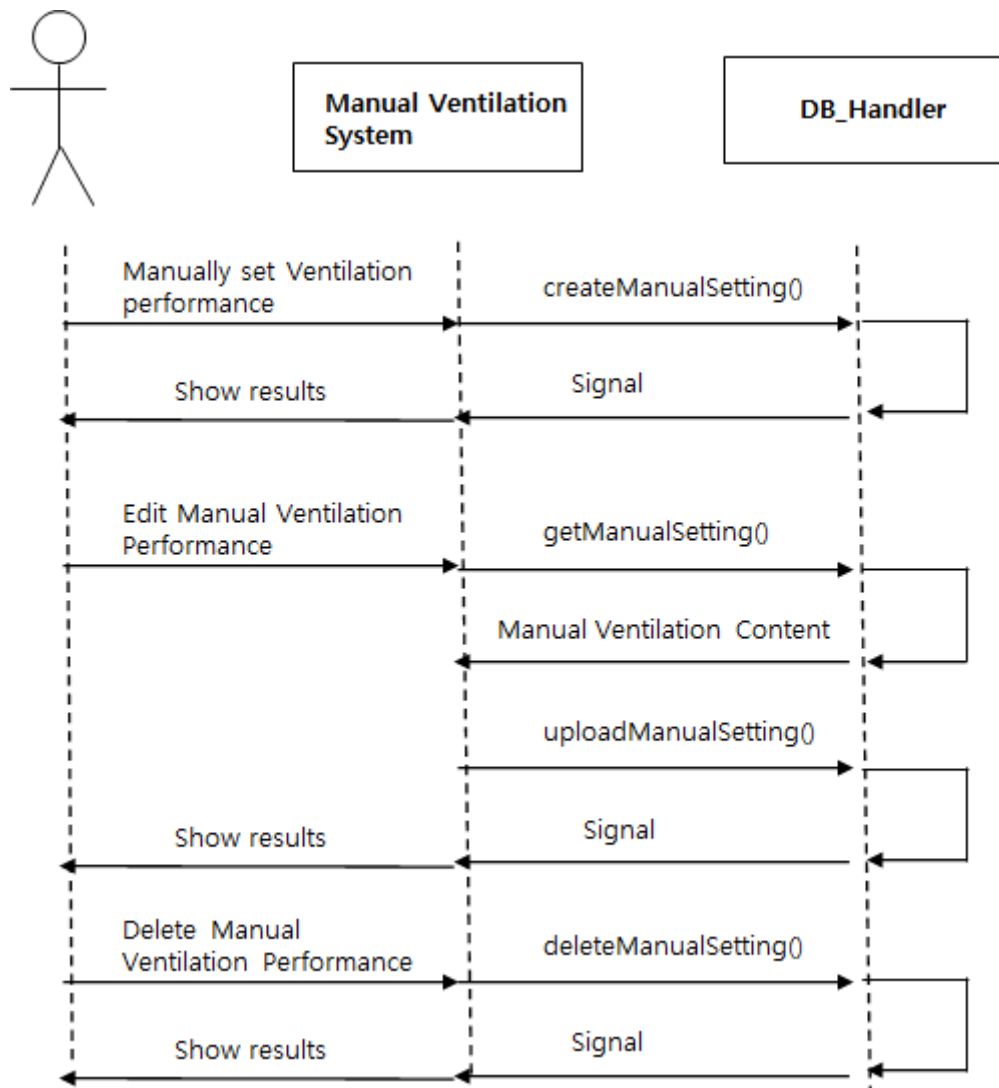 Manual Ventilation
System
DB_Handler
Manually set Ventilation
performance
createManualSetting()
Show results
Signal
Edit Manual Ventilation
Performance
getManualSetting()
Manual Ventilation Content
uploadManualSetting()
Show results
Signal
Delete Manual
Ventilation Performance
deleteManualSetting()
Show results
Signal